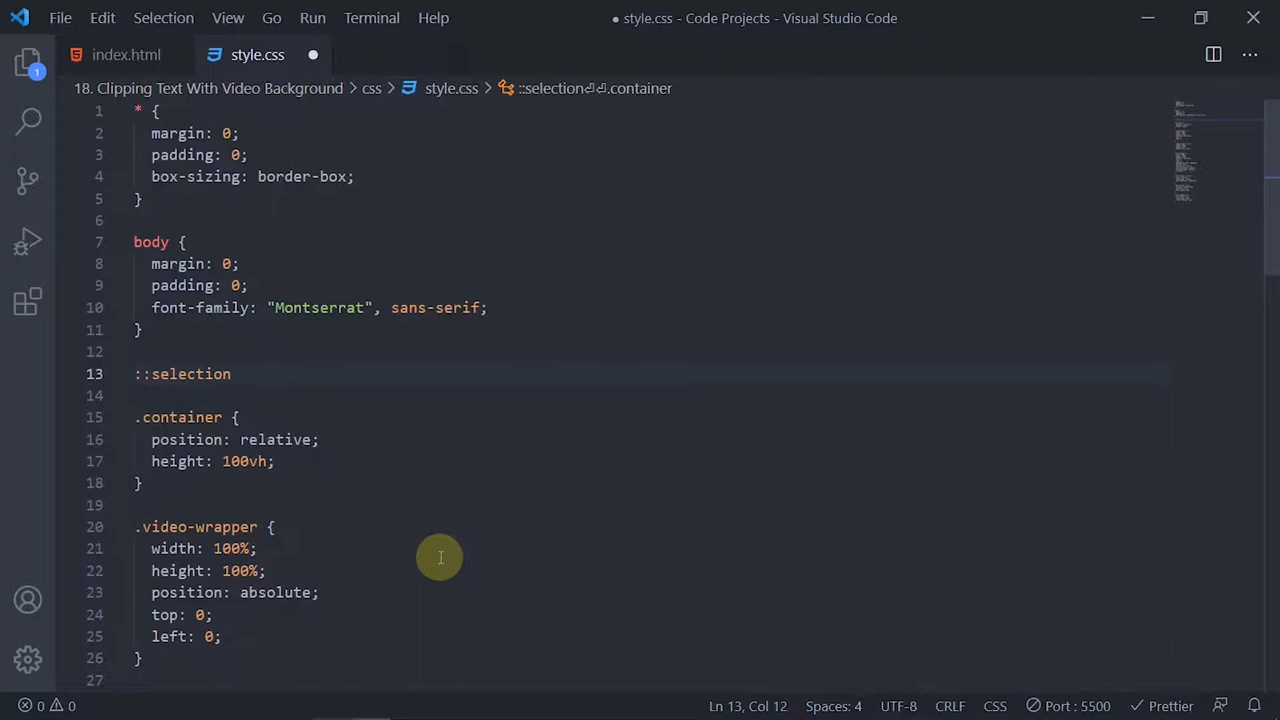 File Edit Selection View Go Run Terminal Help ● style.css - Code Projects - Visual Studio Code
index.html style.css ●
18. Clipping Text With Video Background > css > style.css > ::selection⏎⏎.container
1 * {
2 margin: 0;
3 padding: 0;
4 box-sizing: border-box;
5 }
6
7 body {
8 margin: 0;
9 padding: 0;
10 font-family: "Montserrat", sans-serif;
11 }
12
13 ::selection
14
15 .container {
16 position: relative;
17 height: 100vh;
18 }
19
20 .video-wrapper {
21 width: 100%;
22 height: 100%;
23 position: absolute;
24 top: 0;
25 left: 0;
26 }
27
1
0 0 Ln 13, Col 12 Spaces: 4 UTF-8 CRLF CSS Port : 5500 Prettier